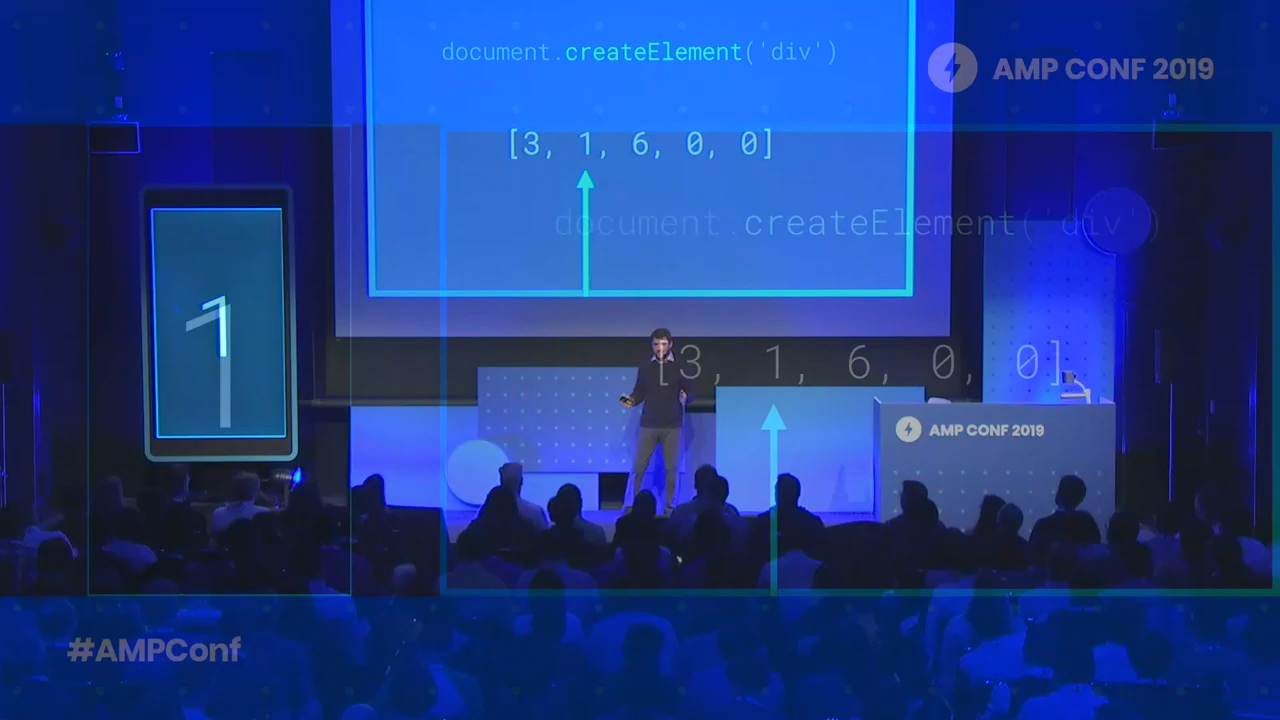 document.createElement('div')
AMP CONF 2019
[3, 1, 6, 0, 0]
document.createElement('div')
1
1
[3, 1, 6, 0, 0]
AMP CONF 2019
#AMPConf